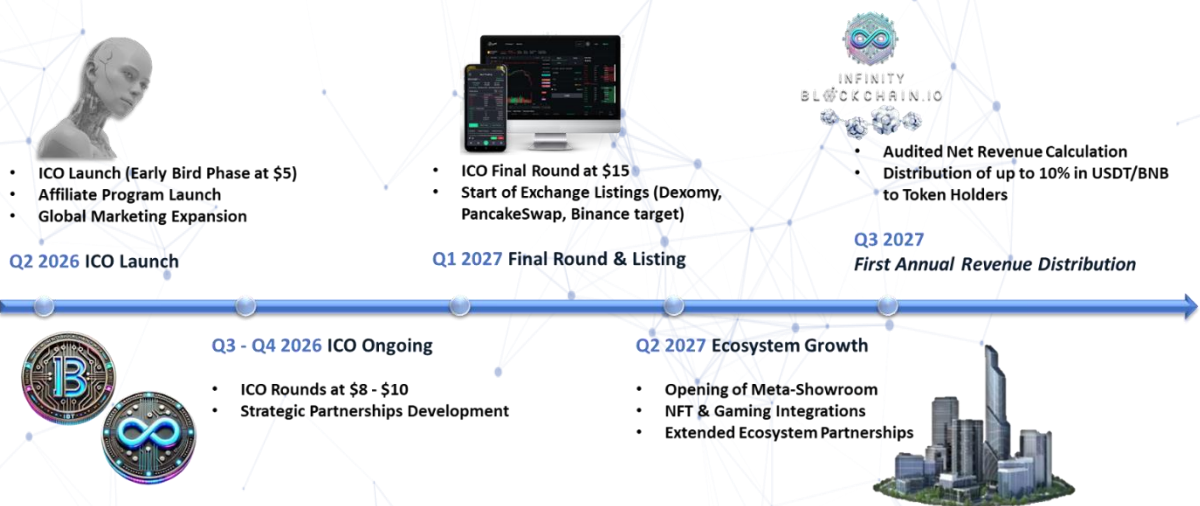 • ICO Launch (Early Bird Phase at $5)
• Affiliate Program Launch
• Global Marketing Expansion
Q2 2026 ICO Launch
• ICO Final Round at $15
• Start of Exchange Listings (Dexomy,
PancakeSwap, Binance target)
Q1 2027 Final Round & Listing
INFINITY
BLOCKCHAIN.IO
• Audited Net Revenue Calculation
• Distribution of up to 10% in USDT/BNB
to Token Holders
Q3 2027
First Annual Revenue Distribution
Q3 - Q4 2026 ICO Ongoing
• ICO Rounds at $8 - $10
• Strategic Partnerships Development
Q2 2027 Ecosystem Growth
• Opening of Meta-Showroom
• NFT & Gaming Integrations
• Extended Ecosystem Partnerships